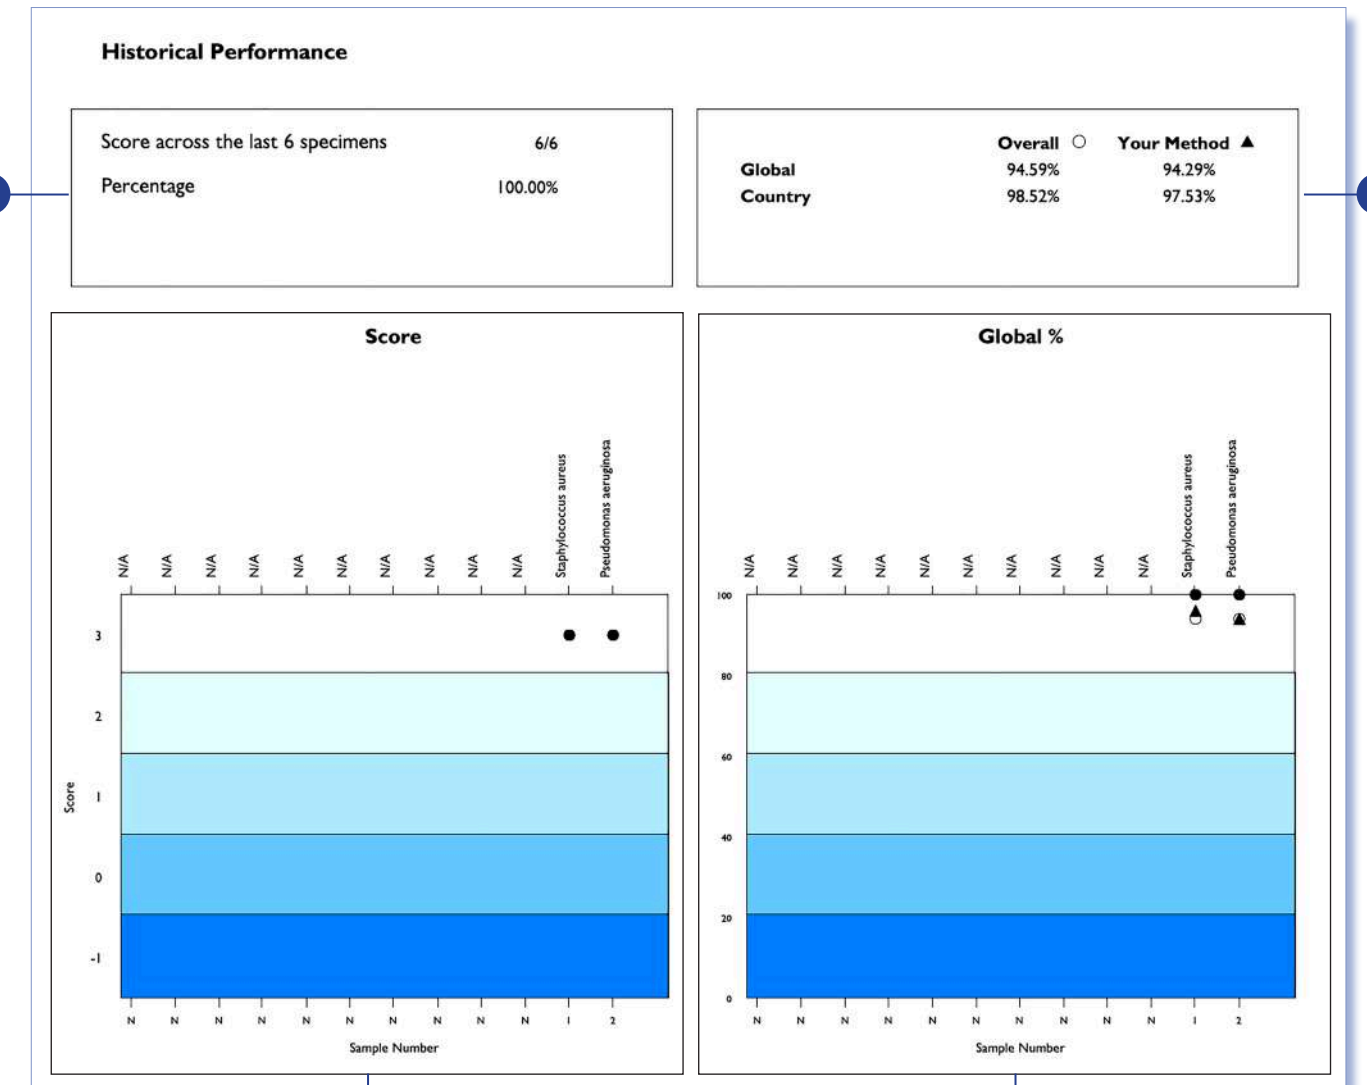 Historical Performance
Score across the last 6 specimens 6/6
Percentage 100.00%
Overall Your Method
Global 94.59% 94.29%
Country 98.52% 97.53%
Score
N/A N/A N/A N/A N/A N/A N/A N/A N/A N/A Staphylococcus aureus Pseudomonas aeruginosa
3
2
1
0
-1
Score
N N N N N N N N N N 1 2
Sample Number
Global %
N/A N/A N/A N/A N/A N/A N/A N/A N/A N/A Staphylococcus aureus Pseudomonas aeruginosa
100
80
60
40
20
0
N N N N N N N N N N 1 2
Sample Number